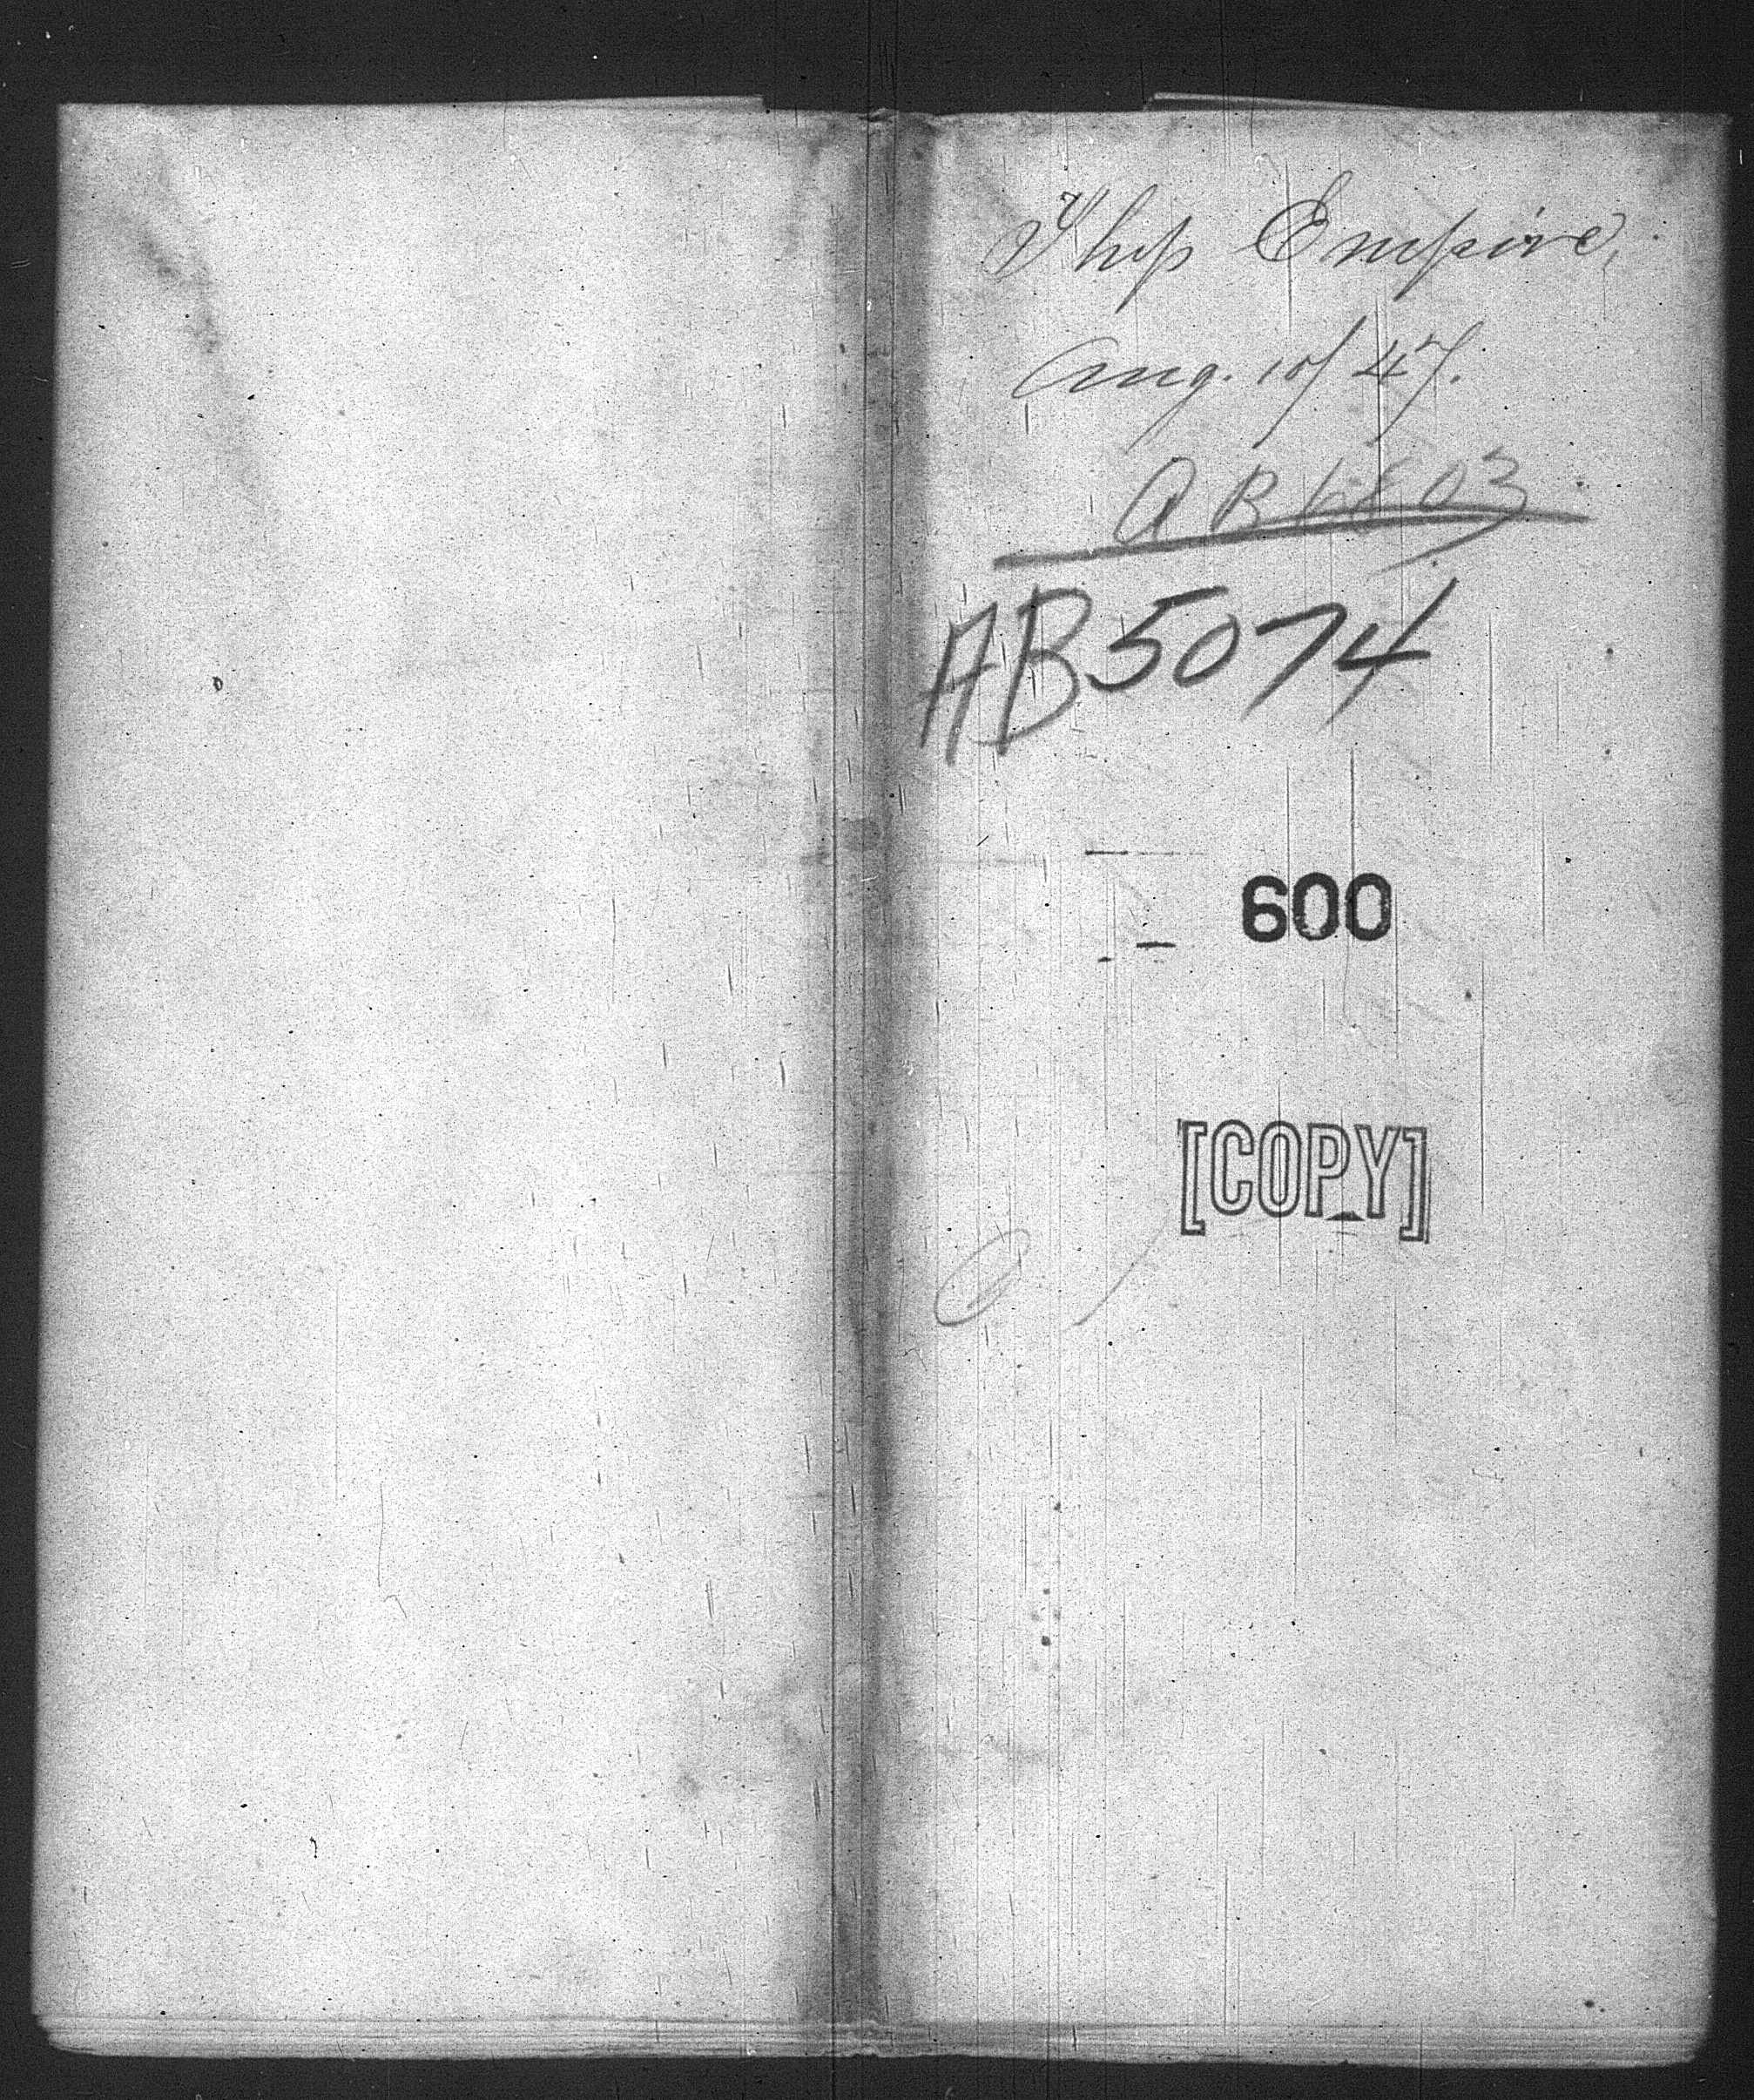 Ship Empire,
Aug. 10/47.
AB5074
600
[COPY]